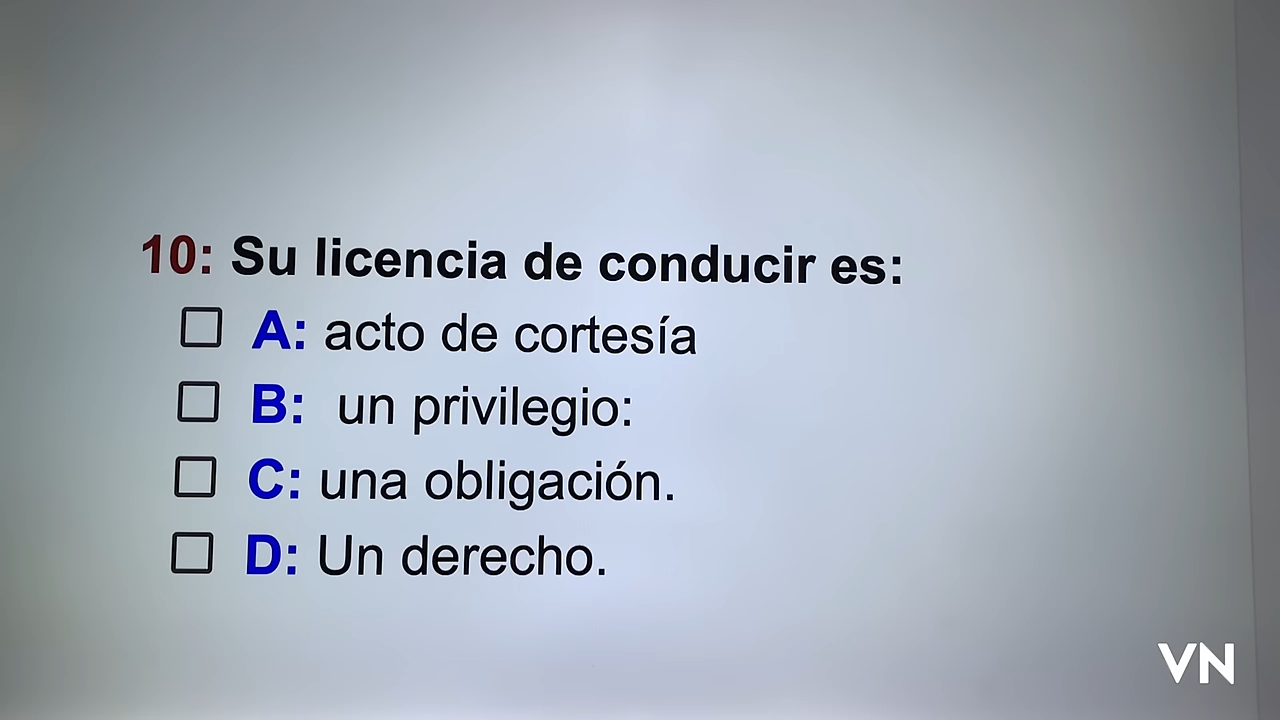 10: Su licencia de conducir es:
A: acto de cortesía
B: un privilegio:
C: una obligación.
D: Un derecho.
VN